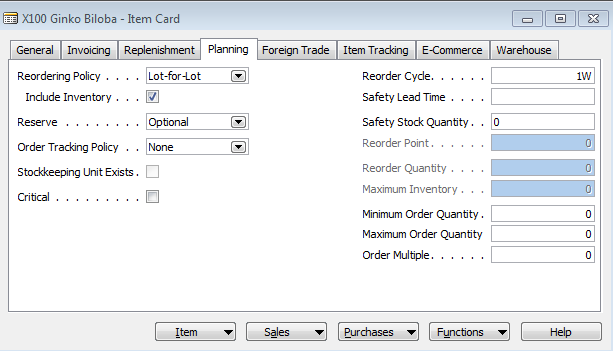 X100 Ginko Biloba - Item Card
General Invoicing Replenishment Planning Foreign Trade Item Tracking E-Commerce Warehouse
Reordering Policy . . . . Lot-for-Lot
Include Inventory . . .
Reserve . . . . . . . . Optional
Order Tracking Policy . . None
Stockkeeping Unit Exists .
Critical . . . . . . . . .
Reorder Cycle. . . . . . 1W
Safety Lead Time . . . .
Safety Stock Quantity . . 0
Reorder Point. . . . . . 0
Reorder Quantity . . . . 0
Maximum Inventory . . . 0
Minimum Order Quantity . 0
Maximum Order Quantity 0
Order Multiple. . . . . . 0
Item Sales Purchases Functions Help